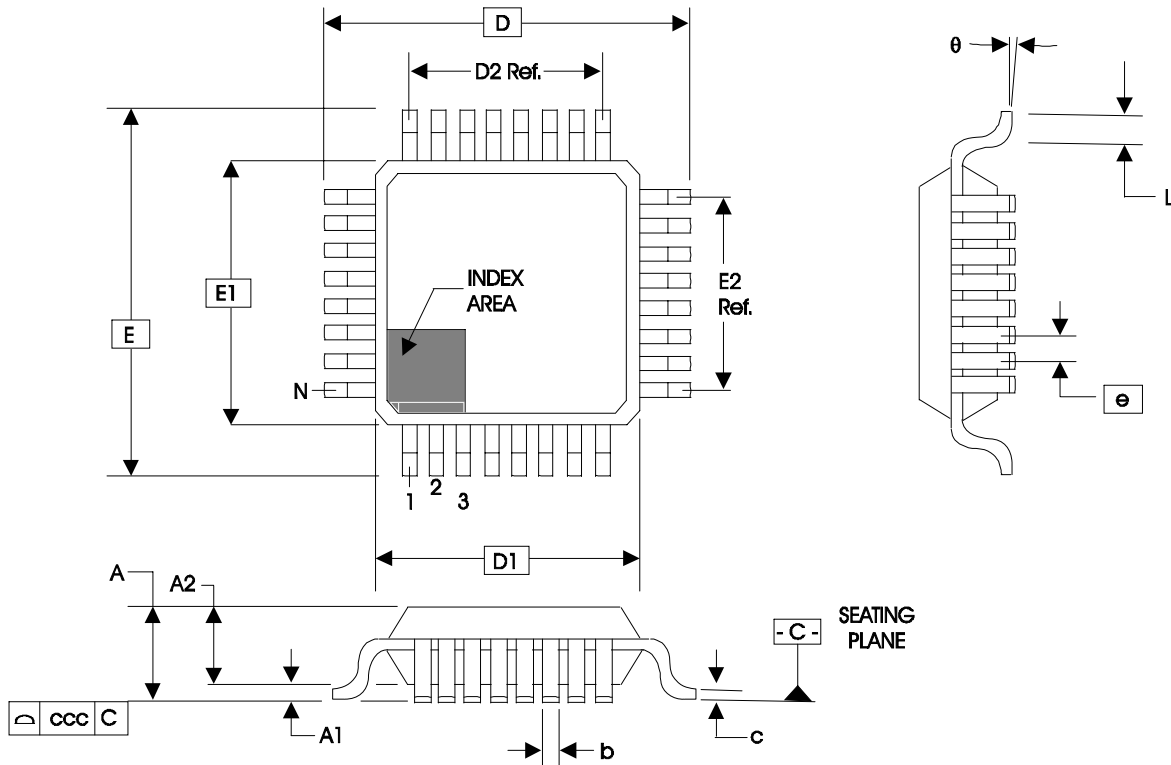 D
D2 Ref.
θ
L
E1
E
INDEX
AREA
E2
Ref.
N
e
1
2
3
D1
A
A2
SEATING
PLANE
- C -
ccc C
A1
b
c